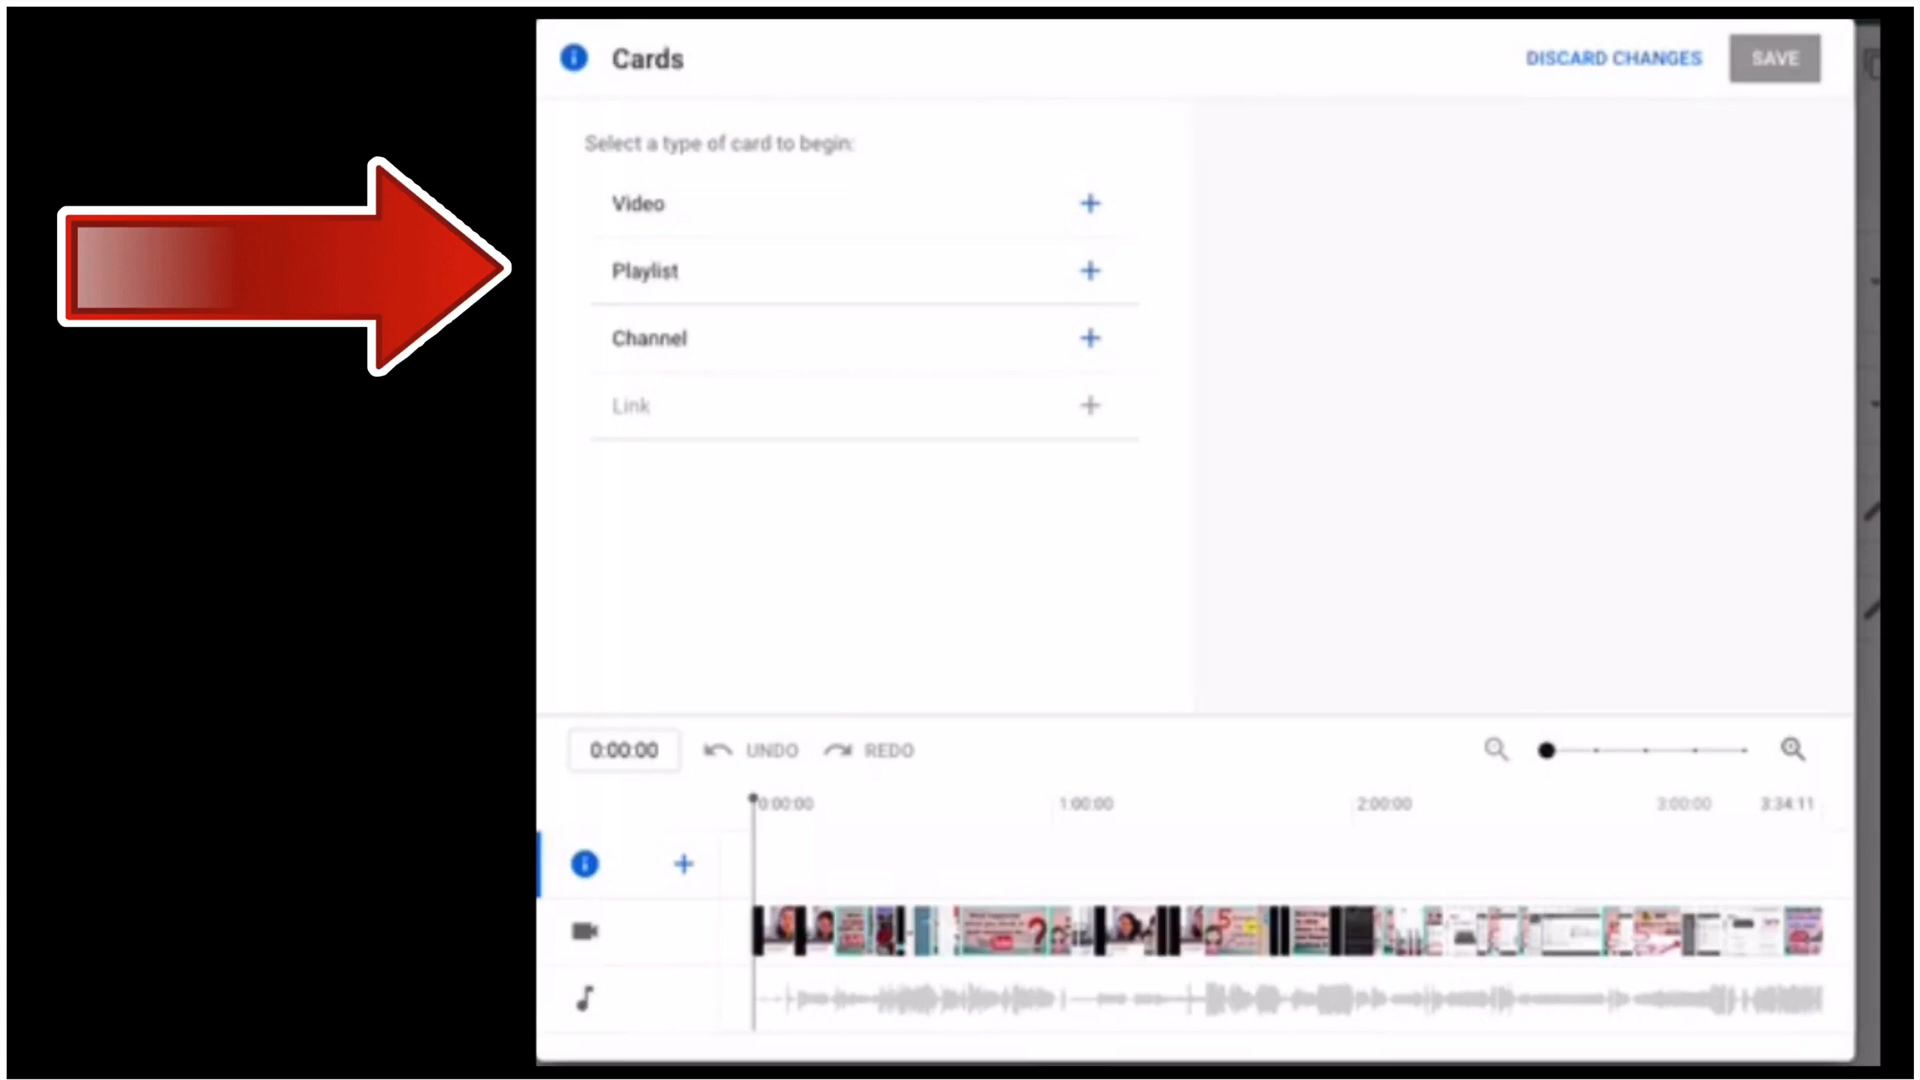 Cards
DISCARD CHANGES
SAVE
Select a type of card to begin:
Video
Playlist
Channel
Link
0:00:00
UNDO
REDO
0:00:00
1:00:00
2:00:00
3:00:00
3:34:11
5
?